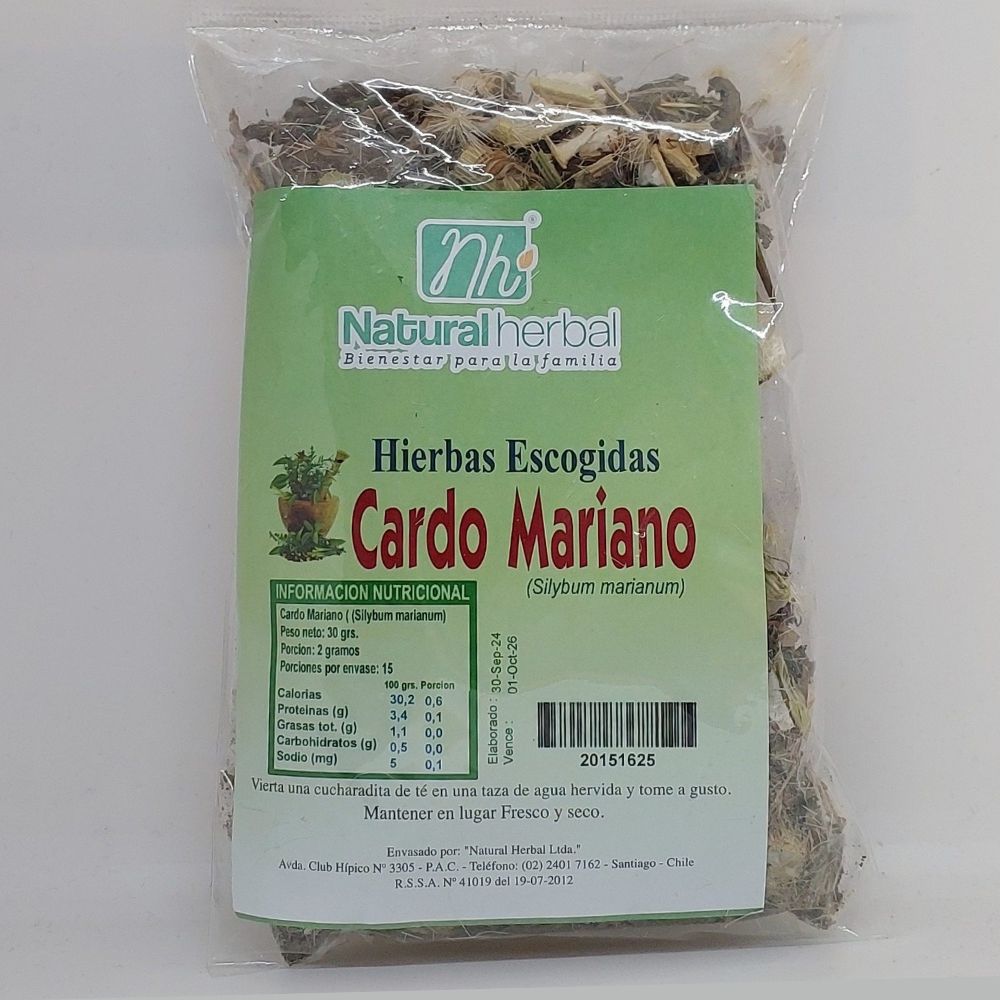 Nh
®
Naturalherbal
Bienestar para la familia
Hierbas Escogidas
Cardo Mariano
(Silybum marianum)
INFORMACION NUTRICIONAL
Cardo Mariano ( (Silybum marianum)
Peso neto: 30 grs.
Porcion: 2 gramos
Porciones por envase: 15
100 grs. Porcion
Calorias 30,2 0,6
Proteinas (g) 3,4 0,1
Grasas tot. (g) 1,1 0,0
Carbohidratos (g) 0,5 0,0
Sodio (mg) 5 0,1
Elaborado : 30-Sep-24
Vence : 01-Oct-26
20151625
Vierta una cucharadita de té en una taza de agua hervida y tome a gusto.
Mantener en lugar Fresco y seco.
Envasado por: "Natural Herbal Ltda."
Avda. Club Hípico Nº 3305 - P.A.C. - Teléfono: (02) 2401 7162 - Santiago - Chile
R.S.S.A. Nº 41019 del 19-07-2012